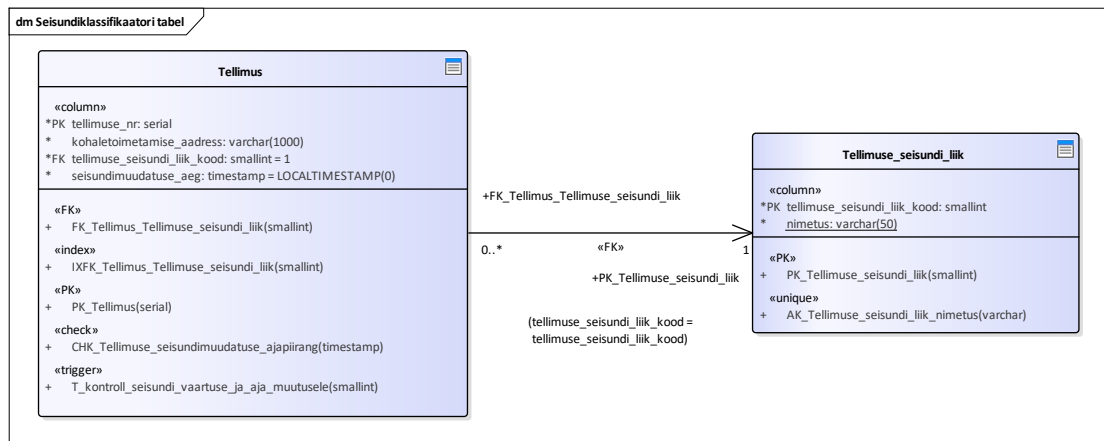 dm Seisundiklassifikaatori tabel
Tellimus
«column»
*PK tellimuse_nr: serial
* kohaletoimetamise_aadress: varchar(1000)
*FK tellimuse_seisundi_liik_kood: smallint = 1
* seisundimuudatuse_aeg: timestamp = LOCALTIMESTAMP(0)
«FK»
+ FK_Tellimus_Tellimuse_seisundi_liik(smallint)
«index»
+ IXFK_Tellimus_Tellimuse_seisundi_liik(smallint)
«PK»
+ PK_Tellimus(serial)
«check»
+ CHK_Tellimuse_seisundimuudatuse_ajapiirang(timestamp)
«trigger»
+ T_kontroll_seisundi_vaartuse_ja_aja_muutusele(smallint)
+FK_Tellimus_Tellimuse_seisundi_liik
0..*
«FK»
1
+PK_Tellimuse_seisundi_liik
(tellimuse_seisundi_liik_kood =
tellimuse_seisundi_liik_kood)
Tellimuse_seisundi_liik
«column»
*PK tellimuse_seisundi_liik_kood: smallint
* nimetus: varchar(50)
«PK»
+ PK_Tellimuse_seisundi_liik(smallint)
«unique»
+ AK_Tellimuse_seisundi_liik_nimetus(varchar)